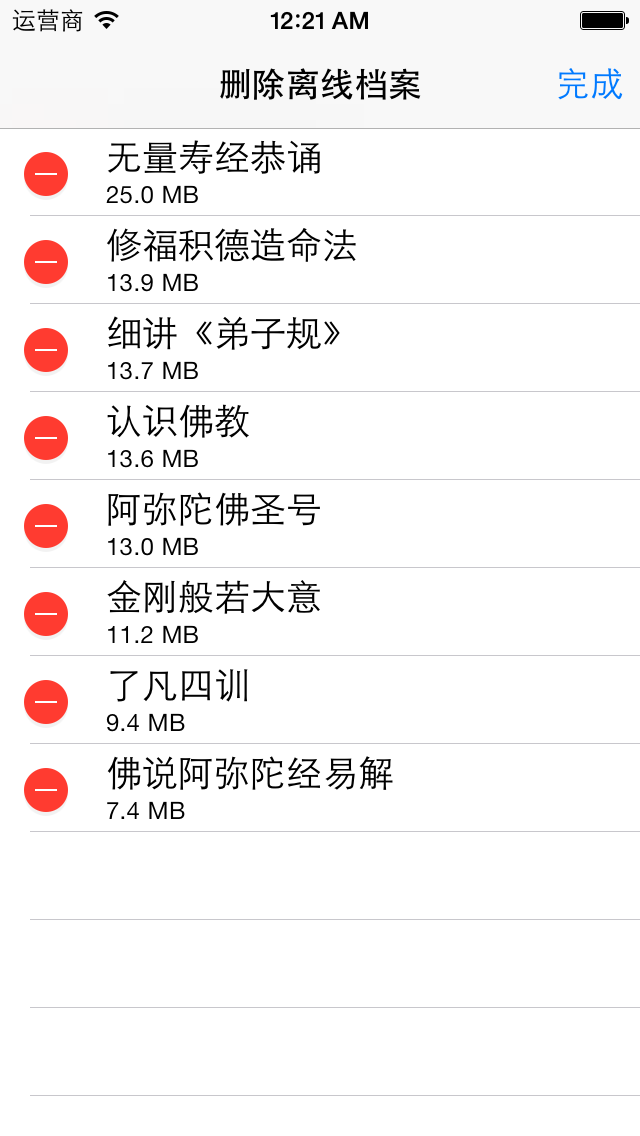 运营商 12:21 AM
删除离线档案 完成
无量寿经恭诵
25.0 MB
修福积德造命法
13.9 MB
细讲《弟子规》
13.7 MB
认识佛教
13.6 MB
阿弥陀佛圣号
13.0 MB
金刚般若大意
11.2 MB
了凡四训
9.4 MB
佛说阿弥陀经易解
7.4 MB